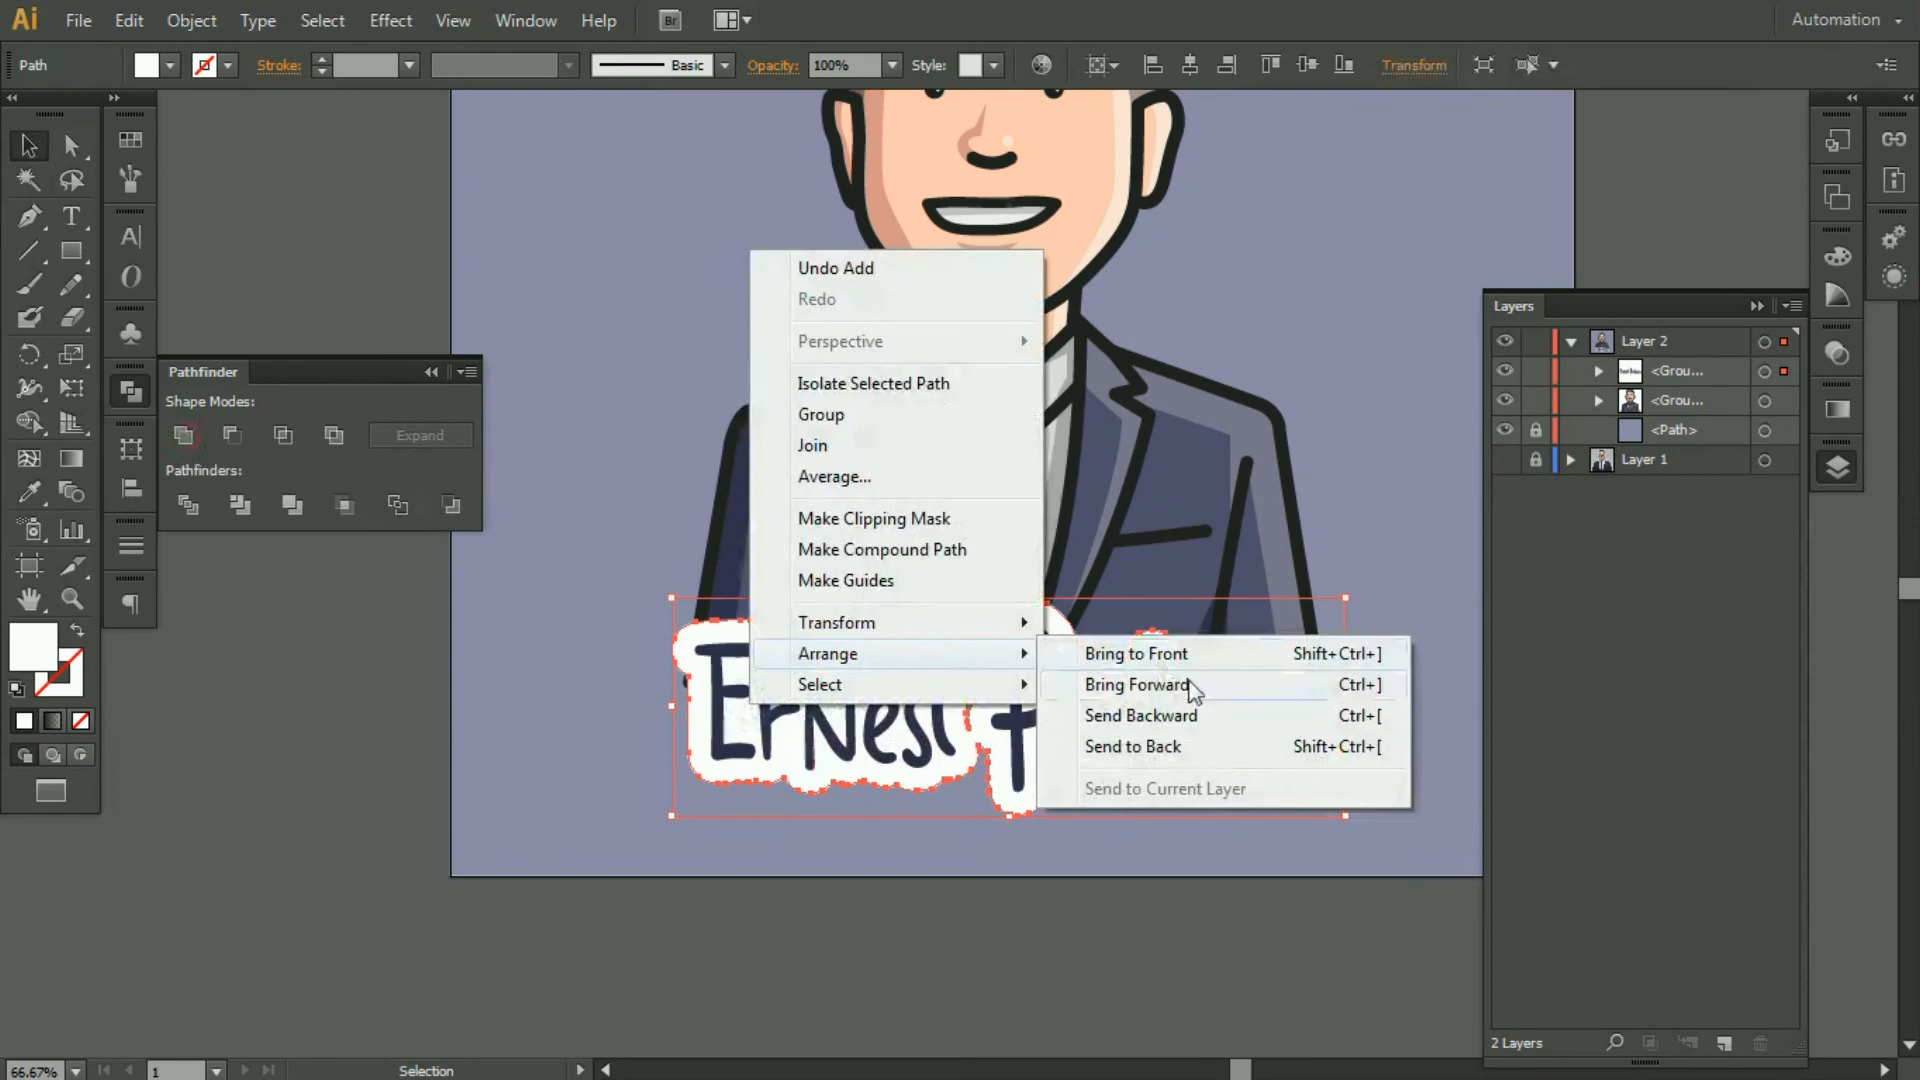 Ai File Edit Object Type Select Effect View Window Help Br Automation
Path Stroke: Basic Opacity: 100% Style: Transform
Undo Add
Redo
Perspective
Isolate Selected Path
Group
Join
Average...
Make Clipping Mask
Make Compound Path
Make Guides
Transform
Arrange
Select
Bring to Front Shift+Ctrl+]
Bring Forward Ctrl+]
Send Backward Ctrl+[
Send to Back Shift+Ctrl+[
Send to Current Layer
Pathfinder
Shape Modes:
Expand
Pathfinders:
Layers
Layer 2
<Grou...
<Grou...
<Path>
Layer 1
2 Layers
Ernest
66.67% 1 Selection